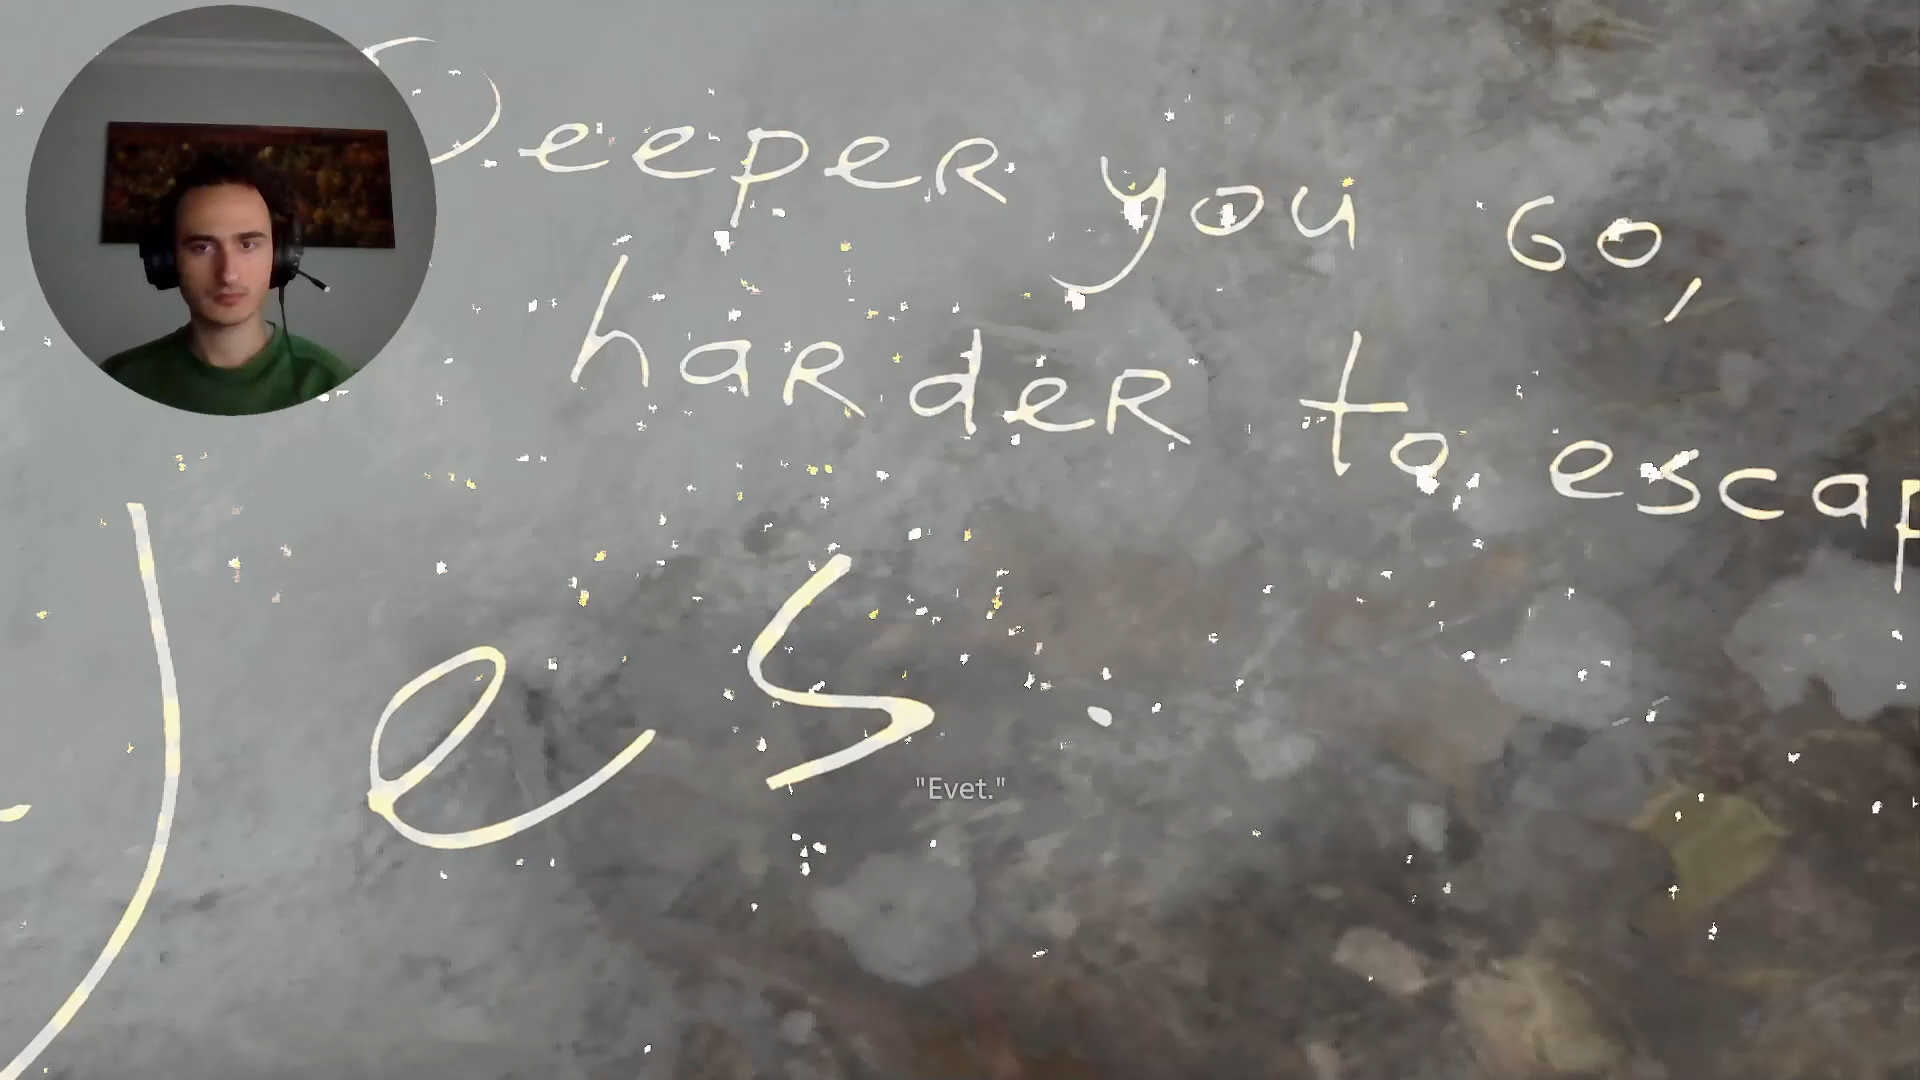 Deeper you Go,
harder to escap
yes.
"Evet."